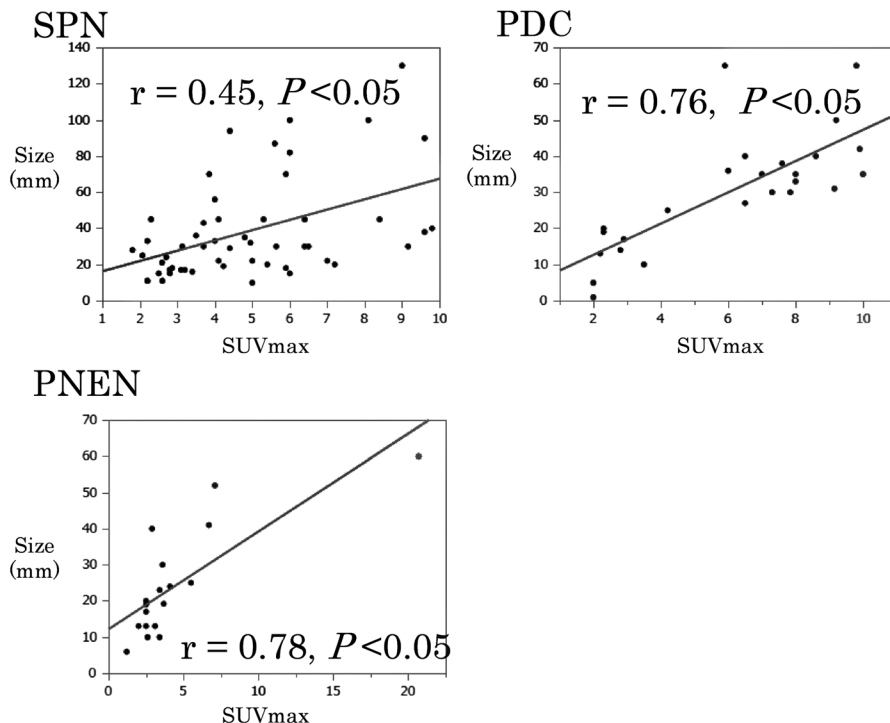 SPN
140
120
100
80
60
40
20
0
r = 0.45, P<0.05
Size
(mm)
1 2 3 4 5 6 7 8 9 10
SUVmax
PDC
70
60
50
40
30
20
10
0
r = 0.76, P<0.05
Size
(mm)
2 4 6 8 10
SUVmax
PNEN
70
60
50
40
30
20
10
0
Size
(mm)
r = 0.78, P<0.05
0 5 10 15 20
SUVmax